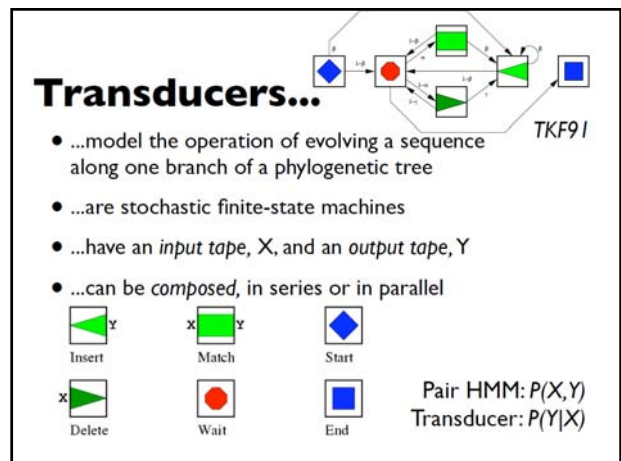 Transducers...
TKF91
• ...model the operation of evolving a sequence
along one branch of a phylogenetic tree
• ...are stochastic finite-state machines
• ...have an input tape, X, and an output tape, Y
• ...can be composed, in series or in parallel
Y
Insert
X Y
Match
Start
X
Delete
Wait
End
Pair HMM: P(X,Y)
Transducer: P(Y|X)